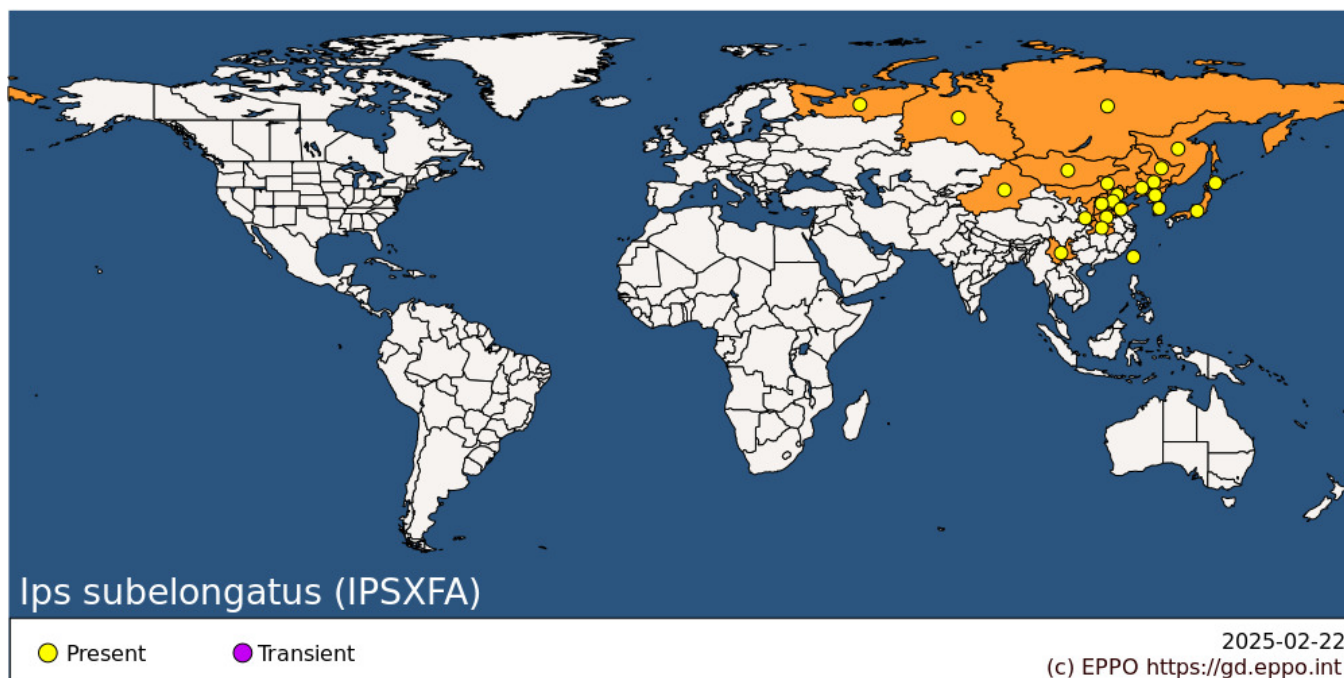 Ips subelongatus (IPSXFA)
Present
Transient
2025-02-22
(c) EPPO https://gd.eppo.int